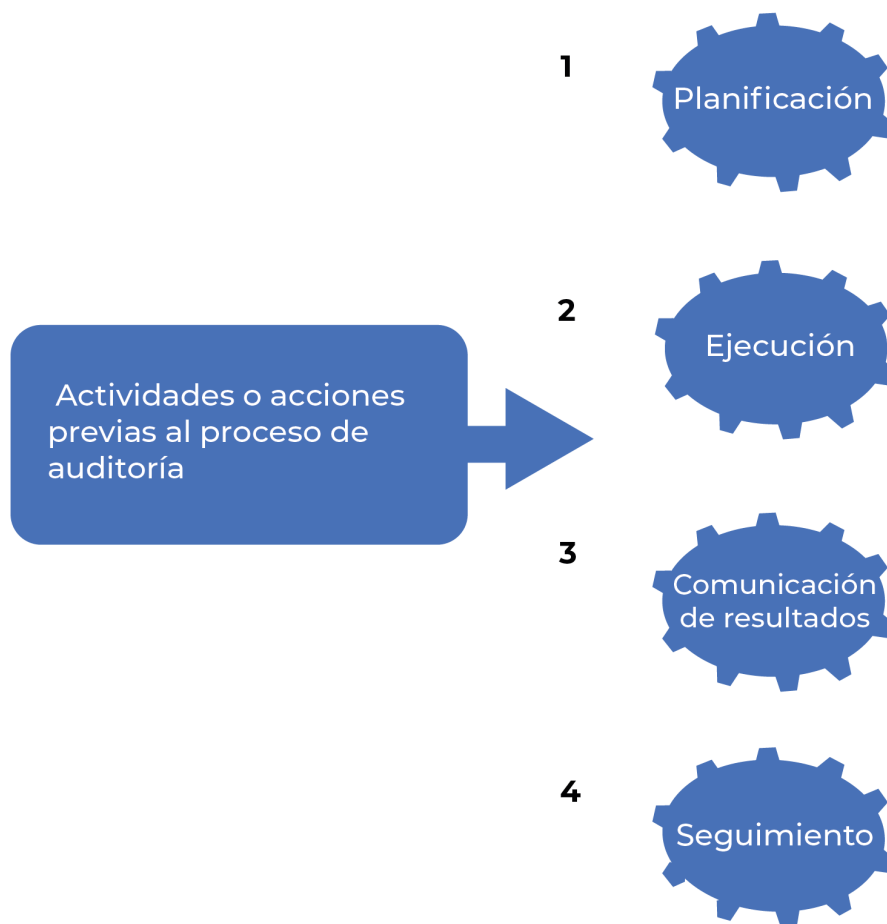 1
Planificación
2
Ejecución
Actividades o acciones
previas al proceso de
auditoría
3
Comunicación
de resultados
4
Seguimiento